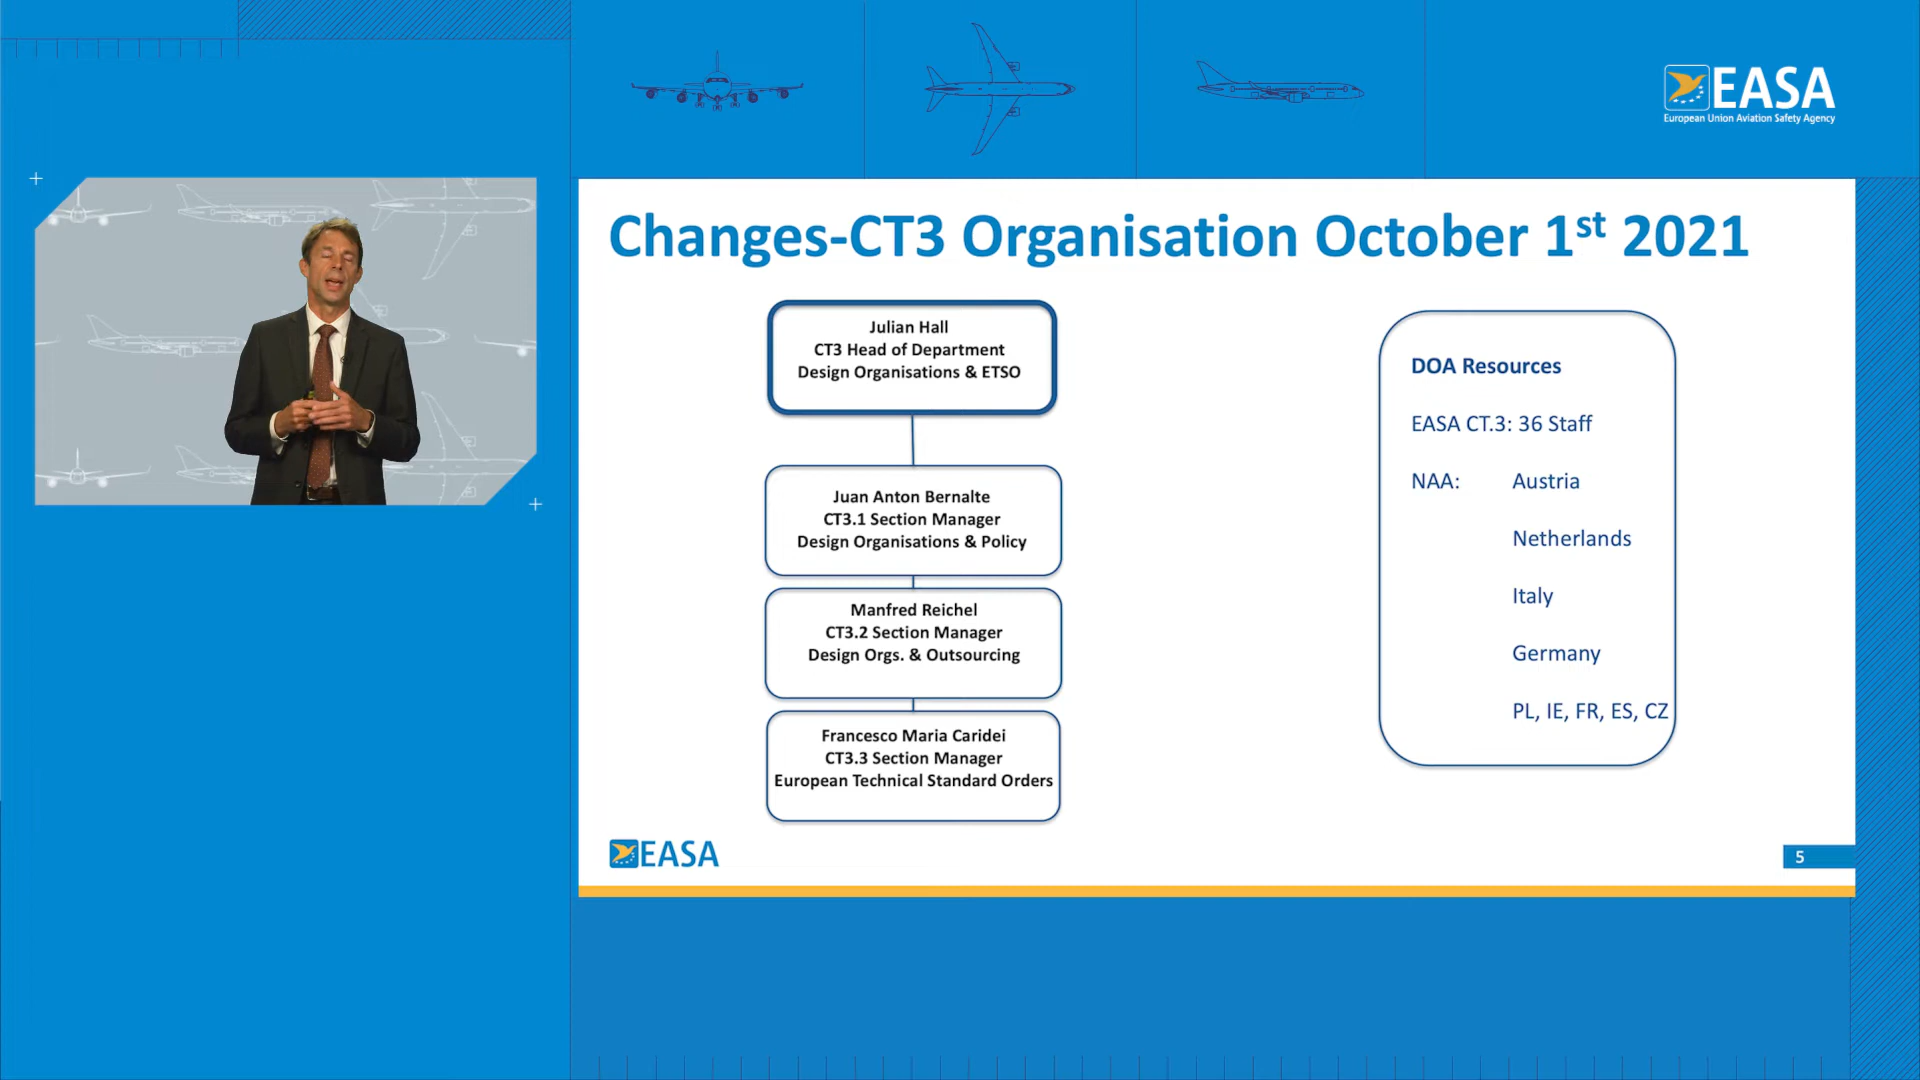 EASA
European Union Aviation Safety Agency
Changes-CT3 Organisation October 1st 2021
Julian Hall
CT3 Head of Department
Design Organisations & ETSO
Juan Anton Bernalte
CT3.1 Section Manager
Design Organisations & Policy
Manfred Reichel
CT3.2 Section Manager
Design Orgs. & Outsourcing
Francesco Maria Caridei
CT3.3 Section Manager
European Technical Standard Orders
DOA Resources
EASA CT.3: 36 Staff
NAA: Austria
Netherlands
Italy
Germany
PL, IE, FR, ES, CZ
EASA
5